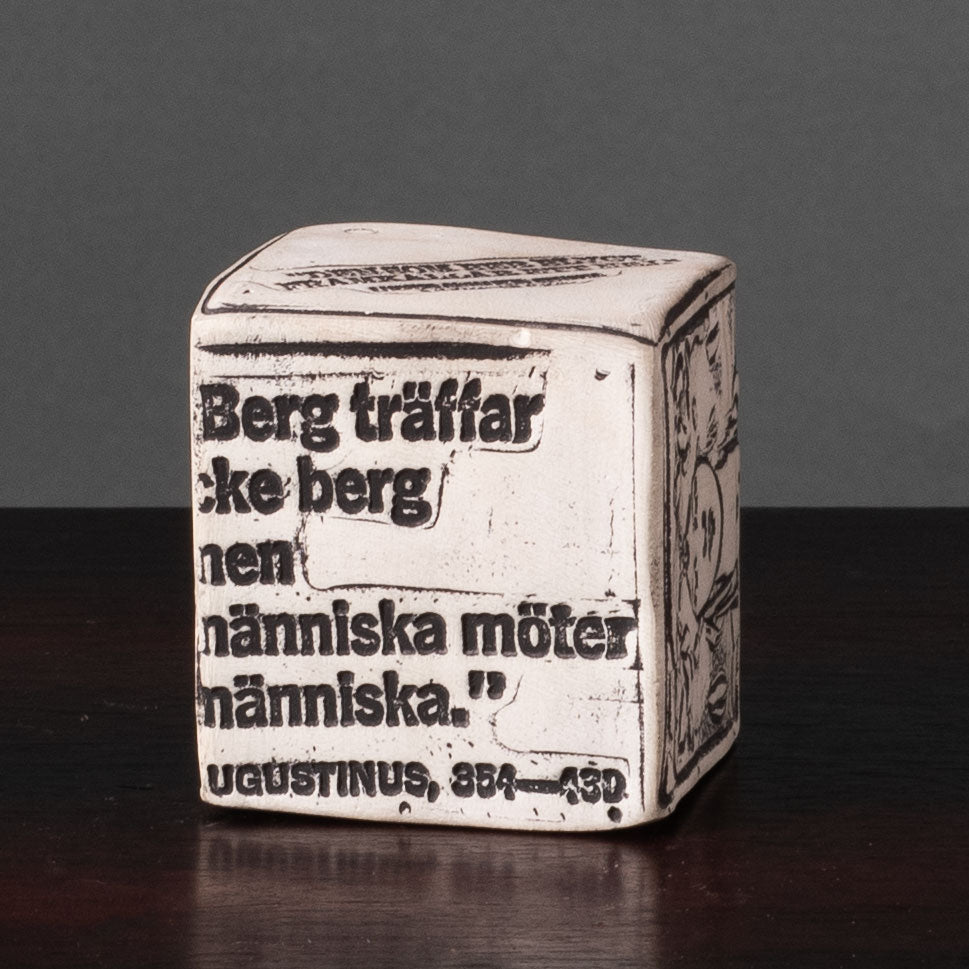 Berg träffar
cke berg
nen
nänniska möter
nänniska."
UGUSTINUS, 354—430